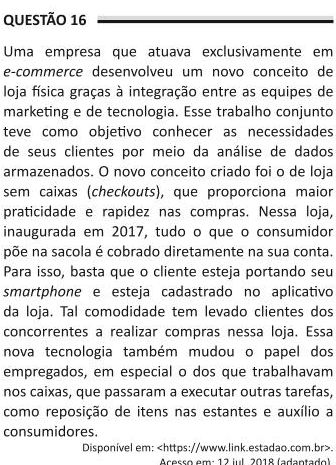 QUESTÃO 16
Uma empresa que atuava exclusivamente em
e-commerce desenvolveu um novo conceito de
loja física graças à integração entre as equipes de
marketing e de tecnologia. Esse trabalho conjunto
teve como objetivo conhecer as necessidades
de seus clientes por meio da análise de dados
armazenados. O novo conceito criado foi o de loja
sem caixas (checkouts), que proporciona maior
praticidade e rapidez nas compras. Nessa loja,
inaugurada em 2017, tudo o que o consumidor
põe na sacola é cobrado diretamente na sua conta.
Para isso, basta que o cliente esteja portando seu
smartphone e esteja cadastrado no aplicativo
da loja. Tal comodidade tem levado clientes dos
concorrentes a realizar compras nessa loja. Essa
nova tecnologia também mudou o papel dos
empregados, em especial o dos que trabalhavam
nos caixas, que passaram a executar outras tarefas,
como reposição de itens nas estantes e auxílio a
consumidores.
Disponível em: <https://www.link.estadao.com.br>.
Acesso em: 12 jul. 2018 (adaptado).